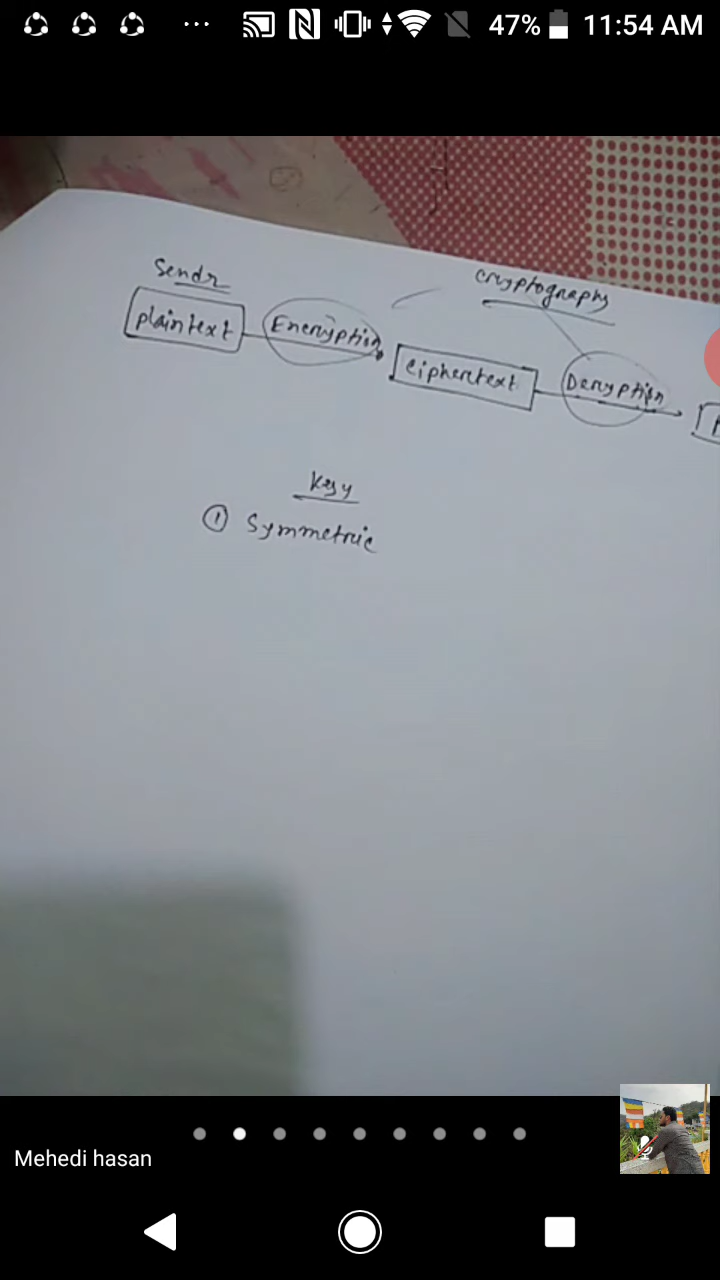 47% 11:54 AM
Sendr
Cryptography
plaintext Encryption ciphertext Decryption
Key
① Symmetric
Mehedi hasan